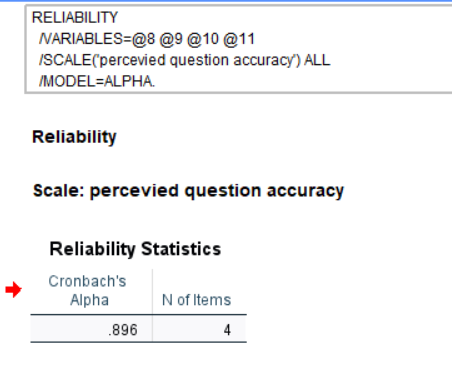 RELIABILITY
/VARIABLES=@8 @9 @10 @11
/SCALE('percevied question accuracy') ALL
/MODEL=ALPHA.
Reliability
Scale: percevied question accuracy
Reliability Statistics
Cronbach's
Alpha N of Items
.896 4